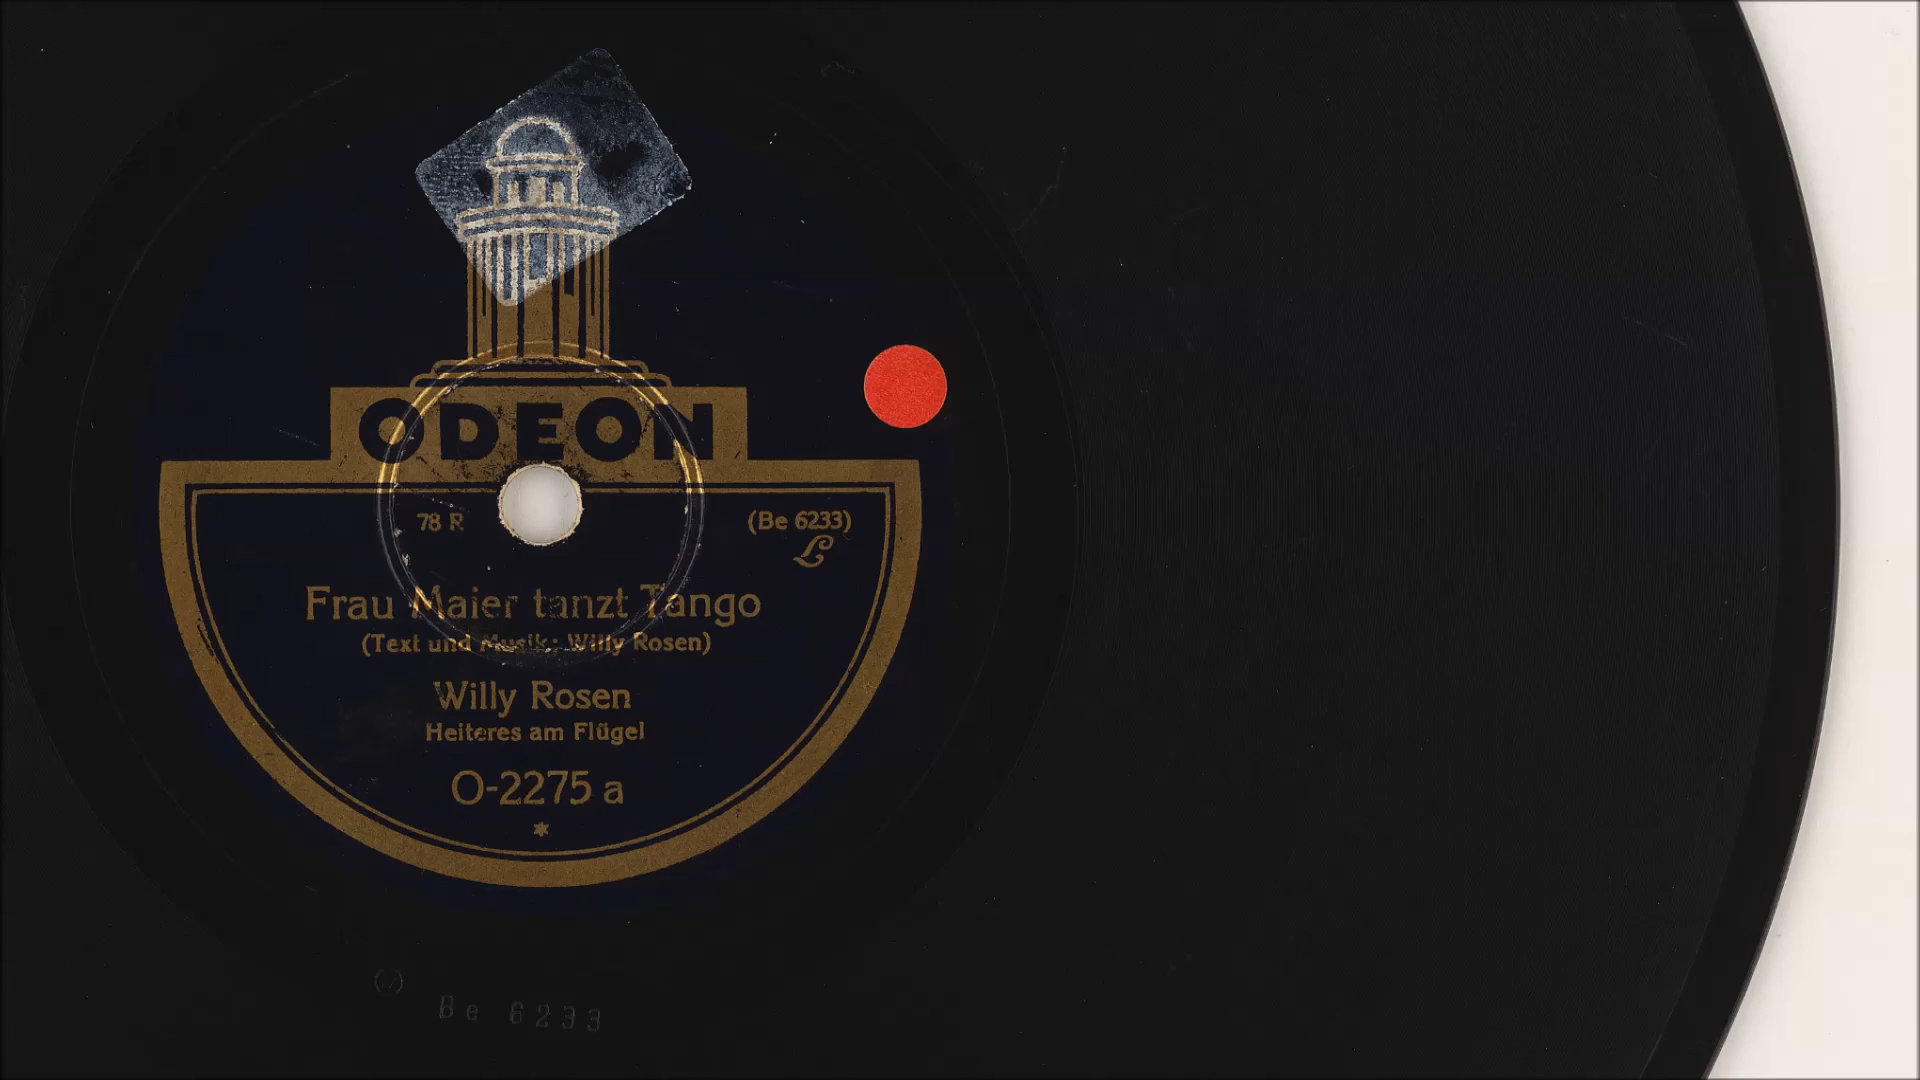 ODEON
78 R
(Be 6233)
L
Frau Maier tanzt Tango
(Text und Musik: Willy Rosen)
Willy Rosen
Heiteres am Flügel
O-2275 a
Be 6233